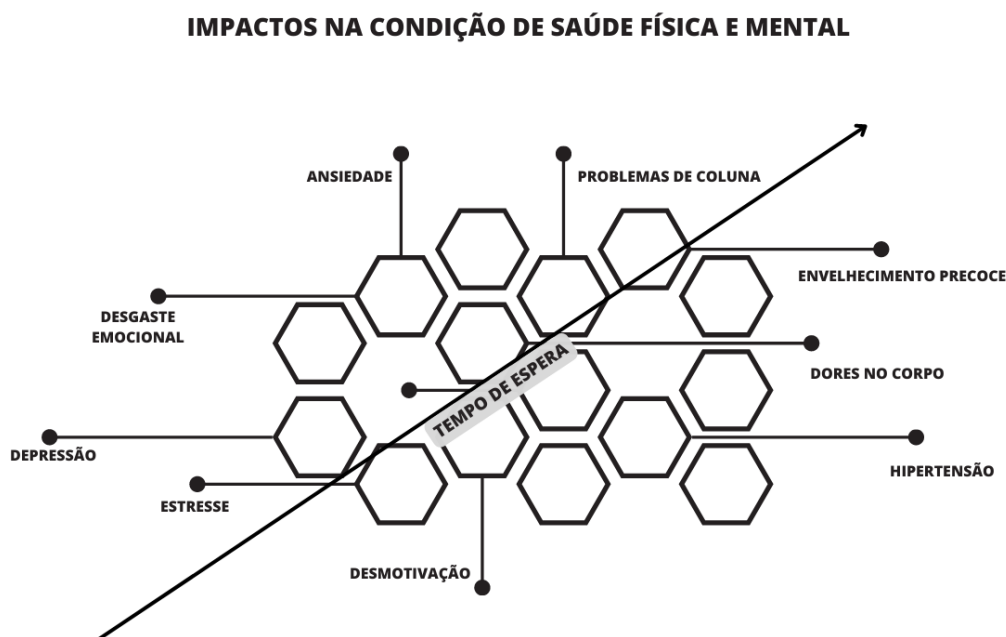 IMPACTOS NA CONDIÇÃO DE SAÚDE FÍSICA E MENTAL
ANSIEDADE
PROBLEMAS DE COLUNA
ENVELHECIMENTO PRECOCE
DESGASTE
EMOCIONAL
TEMPO DE ESPERA
DORES NO CORPO
DEPRESSÃO
HIPERTENSÃO
ESTRESSE
DESMOTIVAÇÃO